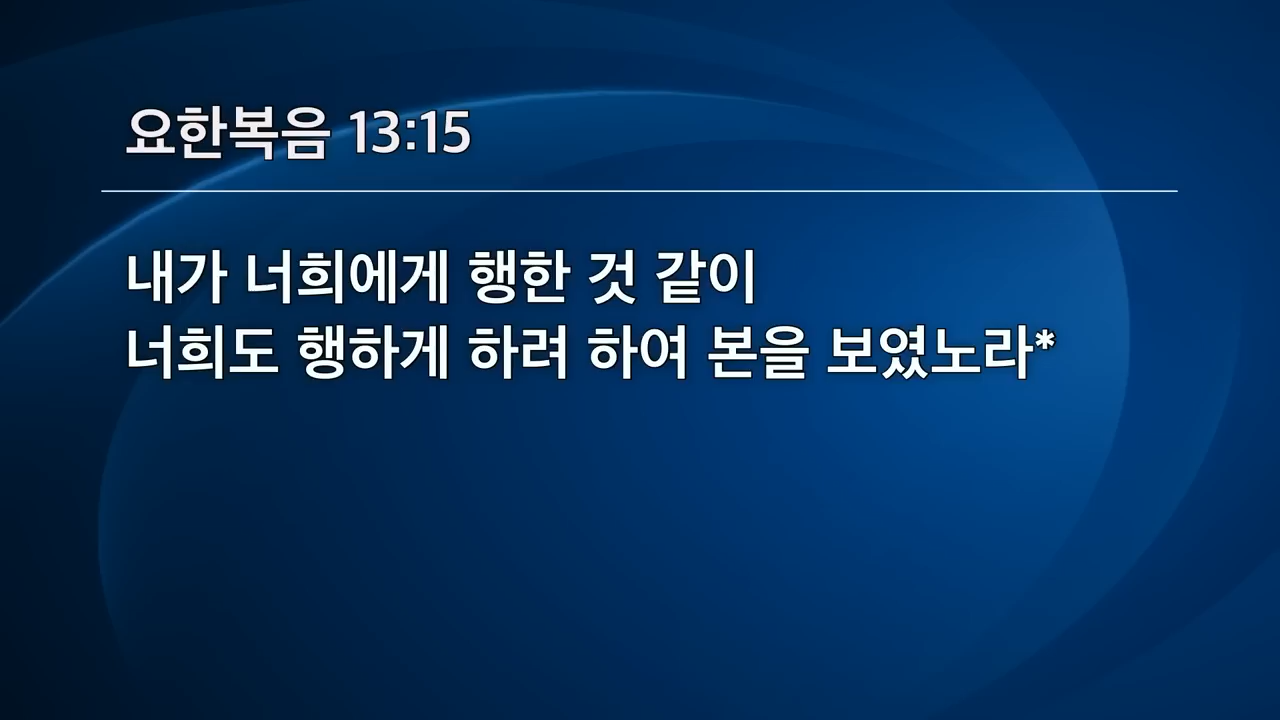 요한복음 13:15
내가 너희에게 행한 것 같이
너희도 행하게 하려 하여 본을 보였노라*